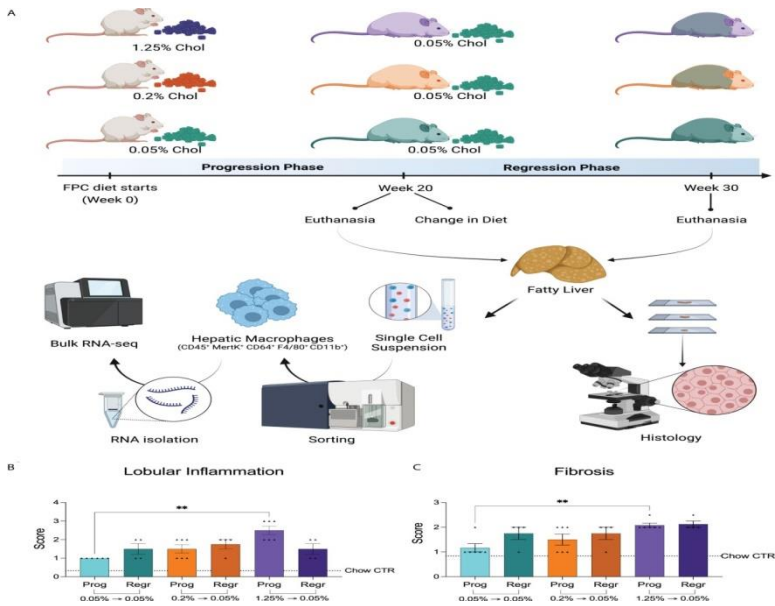 A
1.25% Chol 0.05% Chol
0.2% Chol 0.05% Chol
0.05% Chol 0.05% Chol
Progression Phase Regression Phase
FPC diet starts
(Week 0)
Week 20 Week 30
Euthanasia Change in Diet Euthanasia
Fatty Liver
Bulk RNA-seq
Hepatic Macrophages
(CD45⁺ MertK⁺ CD64⁺ F4/80⁺ CD11b⁺)
Single Cell
Suspension
RNA isolation Sorting Histology
B
Lobular Inflammation
**
Score
4
3
2
1
0
Chow CTR
Prog Regr Prog Regr Prog Regr
0.05% → 0.05% 0.2% → 0.05% 1.25% → 0.05%
C
Fibrosis
**
Score
3
2
1
0
Chow CTR
Prog Regr Prog Regr Prog Regr
0.05% → 0.05% 0.2% → 0.05% 1.25% → 0.05%